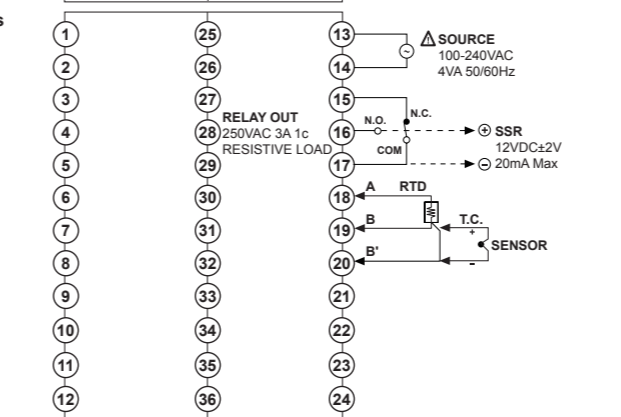 s
1 25 13
⚠ SOURCE
100-240VAC
4VA 50/60Hz
2 26 14
3 27 15
RELAY OUT
250VAC 3A 1c
RESISTIVE LOAD
4 28 16
N.O.
N.C.
COM
⊕ SSR
12VDC±2V
⊖ 20mA Max
5 29 17
6 30 18
A RTD
7 31 19
B
T.C.
+
SENSOR
-
8 32 20
B'
9 33 21
10 34 22
11 35 23
12 36 24